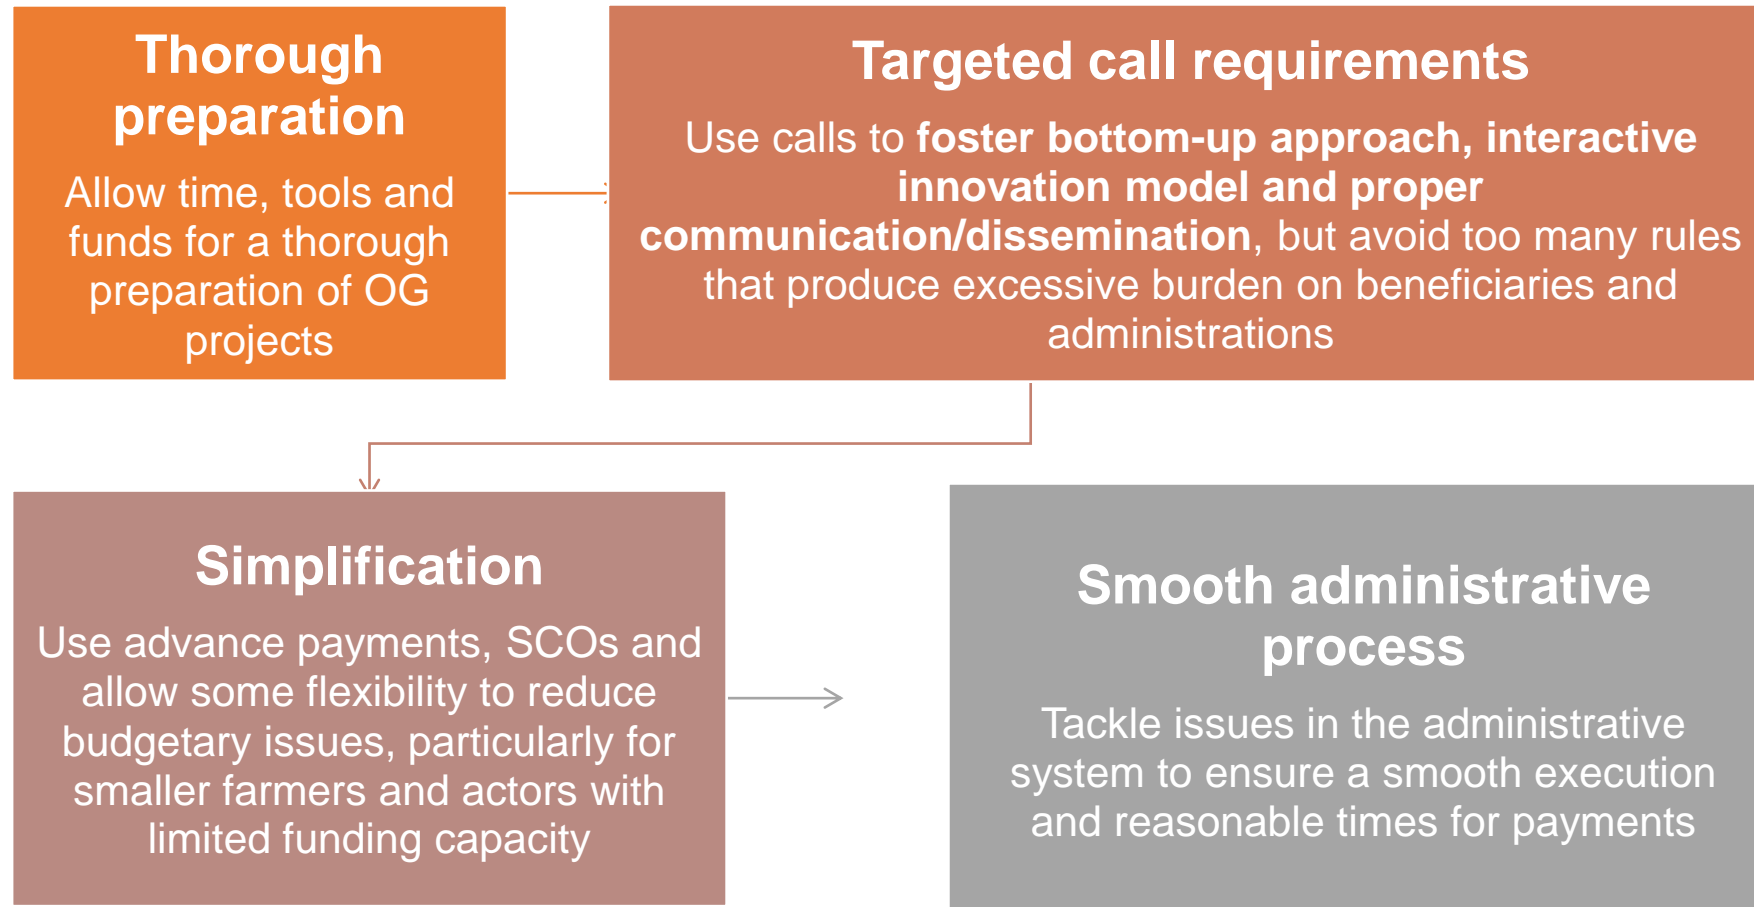 Thorough
preparation
Allow time, tools and
funds for a thorough
preparation of OG
projects
Targeted call requirements
Use calls to foster bottom-up approach, interactive
innovation model and proper
communication/dissemination, but avoid too many rules
that produce excessive burden on beneficiaries and
administrations
Simplification
Use advance payments, SCOs and
allow some flexibility to reduce
budgetary issues, particularly for
smaller farmers and actors with
limited funding capacity
Smooth administrative
process
Tackle issues in the administrative
system to ensure a smooth execution
and reasonable times for payments